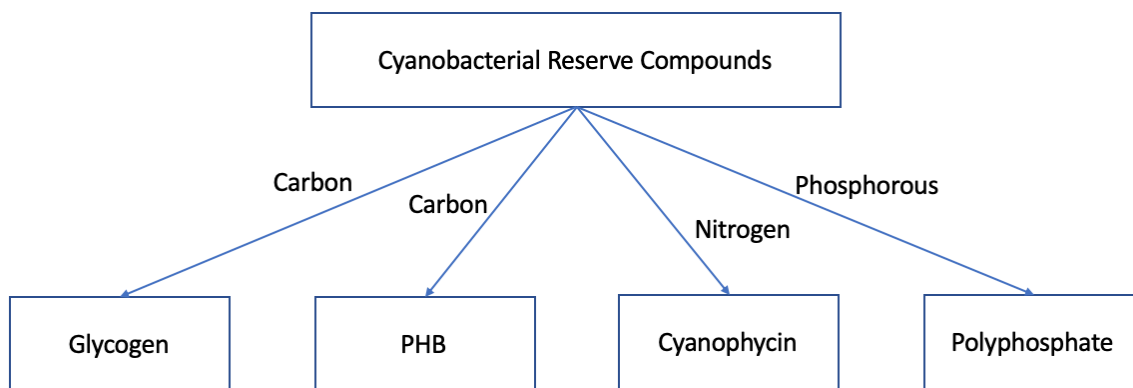 Cyanobacterial Reserve Compounds
Carbon
Carbon
Nitrogen
Phosphorous
Glycogen
PHB
Cyanophycin
Polyphosphate